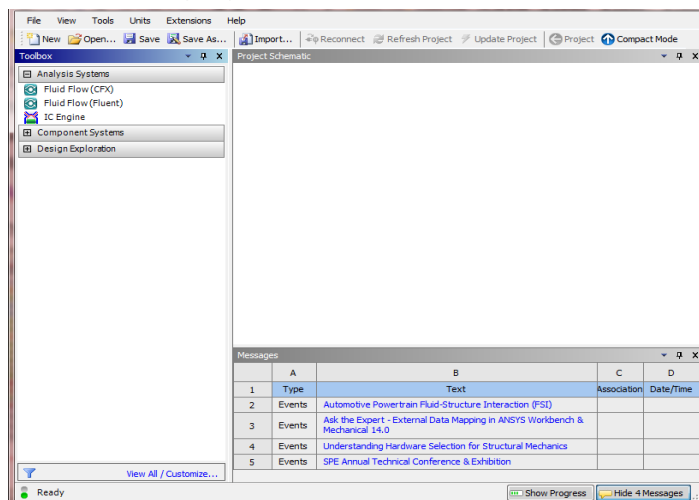 File View Tools Units Extensions Help
New Open... Save Save As... Import... Reconnect Refresh Project Update Project Project Compact Mode
Toolbox
Analysis Systems
Fluid Flow (CFX)
Fluid Flow (Fluent)
IC Engine
Component Systems
Design Exploration
View All / Customize...
Project Schematic
Messages
A B C D
1 Type Text Association Date/Time
2 Events Automotive Powertrain Fluid-Structure Interaction (FSI)
3 Events Ask the Expert - External Data Mapping in ANSYS Workbench &
Mechanical 14.0
4 Events Understanding Hardware Selection for Structural Mechanics
5 Events SPE Annual Technical Conference & Exhibition
Ready Show Progress Hide 4 Messages